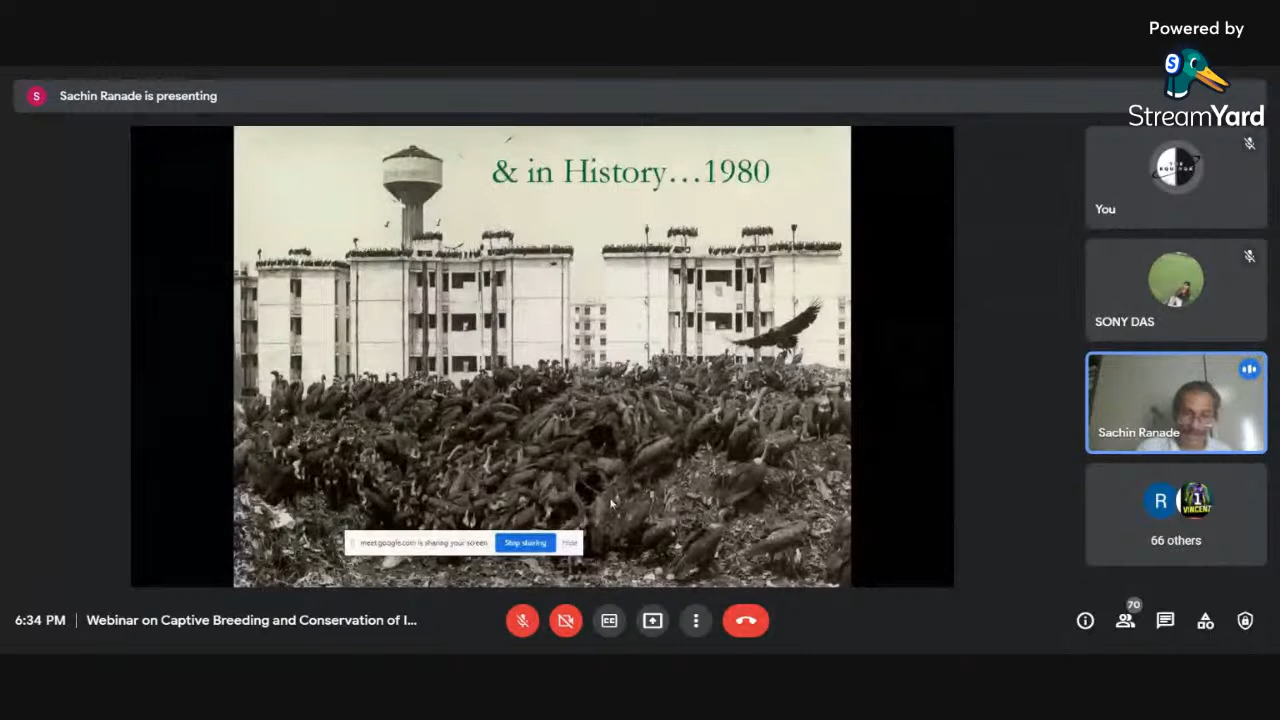 Powered by
StreamYard
S
Sachin Ranade is presenting
& in History...1980
You
SONY DAS
Sachin Ranade
R
1
VINCENT
66 others
meet.google.com is sharing your screen
Stop sharing
Hide
6:34 PM
Webinar on Captive Breeding and Conservation of I...
70